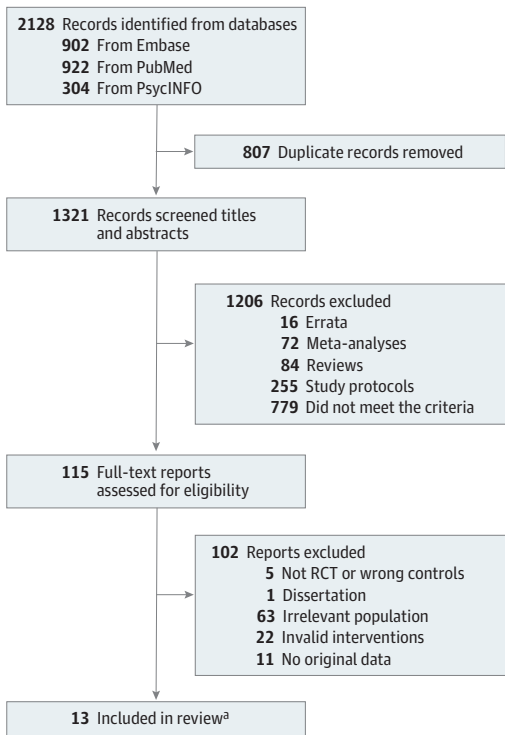 2128 Records identified from databases
902 From Embase
922 From PubMed
304 From PsycINFO
807 Duplicate records removed
1321 Records screened titles
and abstracts
1206 Records excluded
16 Errata
72 Meta-analyses
84 Reviews
255 Study protocols
779 Did not meet the criteria
115 Full-text reports
assessed for eligibility
102 Reports excluded
5 Not RCT or wrong controls
1 Dissertation
63 Irrelevant population
22 Invalid interventions
11 No original data
13 Included in reviewᵃ